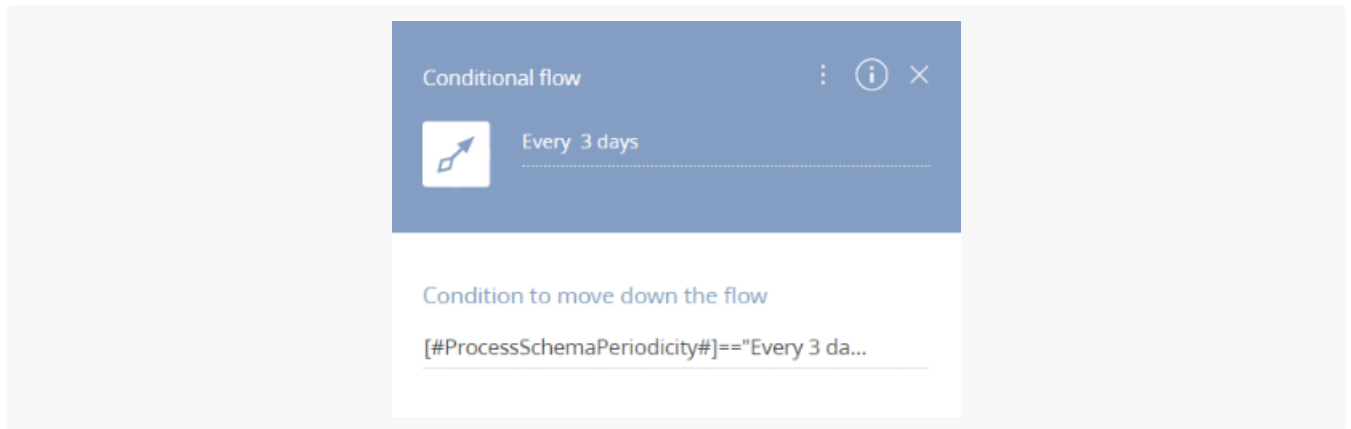 Conditional flow
Every 3 days
Condition to move down the flow
[#ProcessSchemaPeriodicity#]=="Every 3 da...